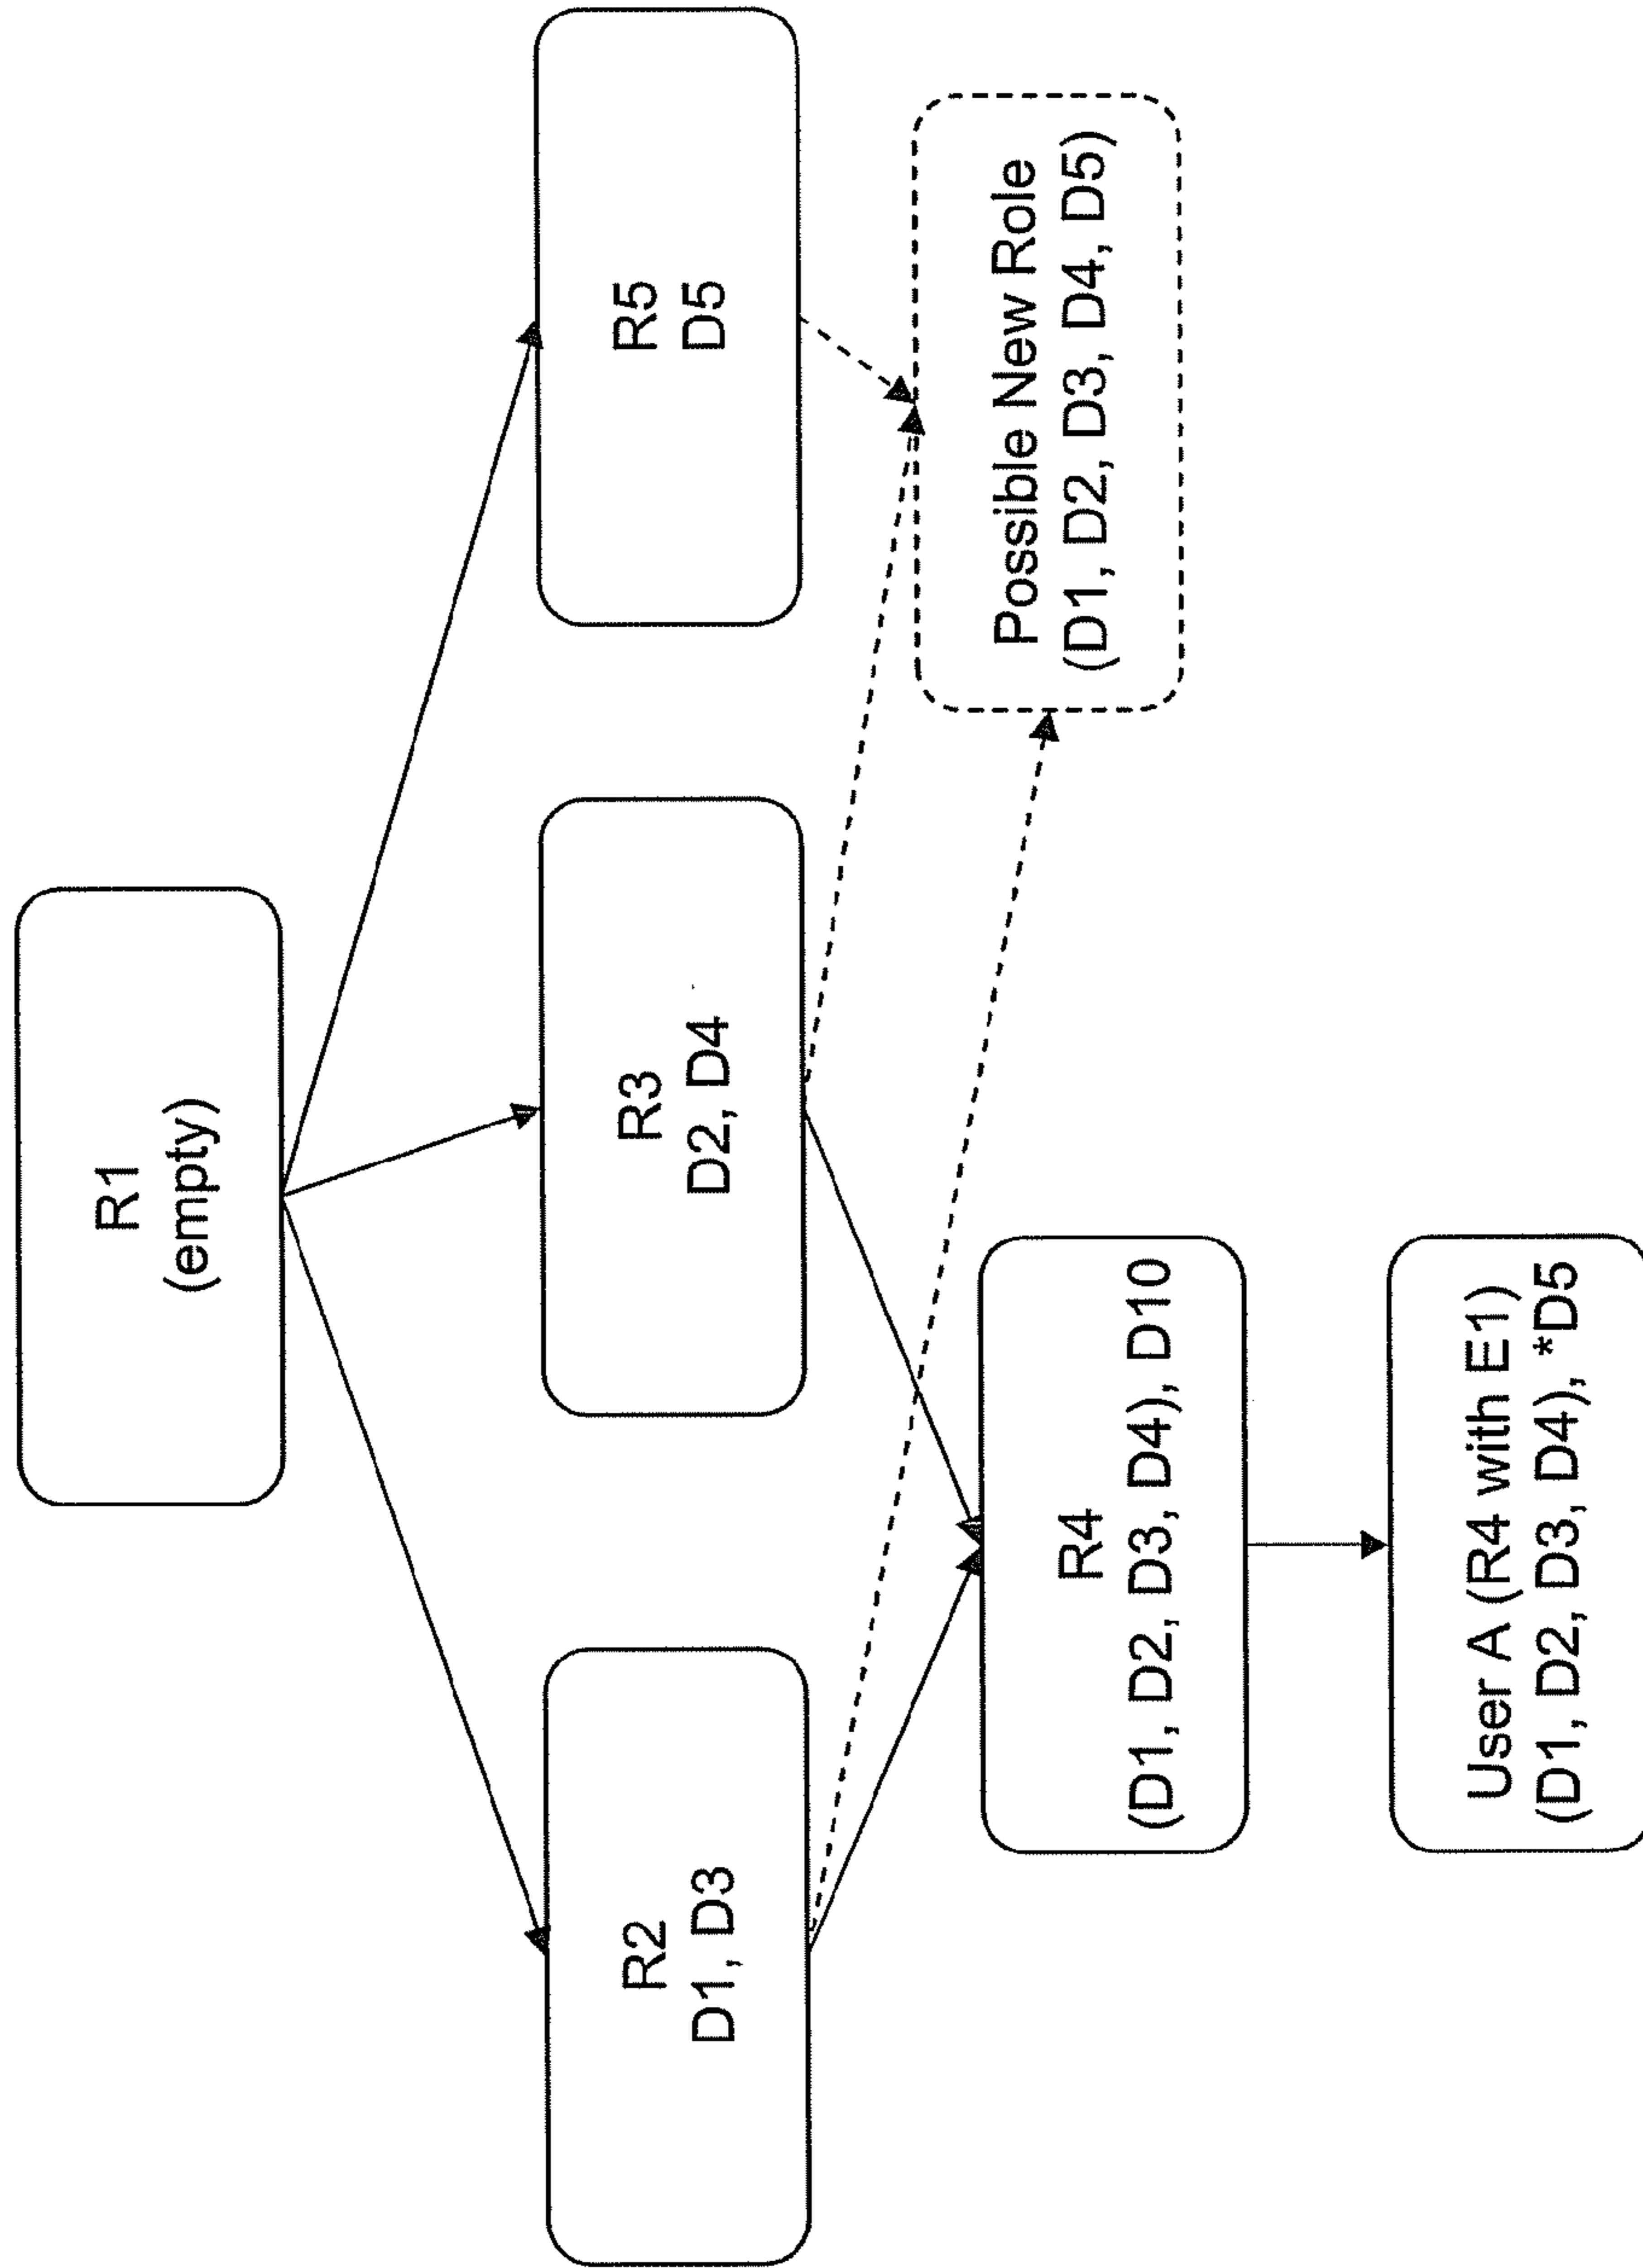 R1
(empty)
R2
D1, D3
R3
D2, D4
R5
D5
R4
(D1, D2, D3, D4), D10
Possible New Role
(D1, D2, D3, D4, D5)
User A (R4 with E1)
(D1, D2, D3, D4), *D5